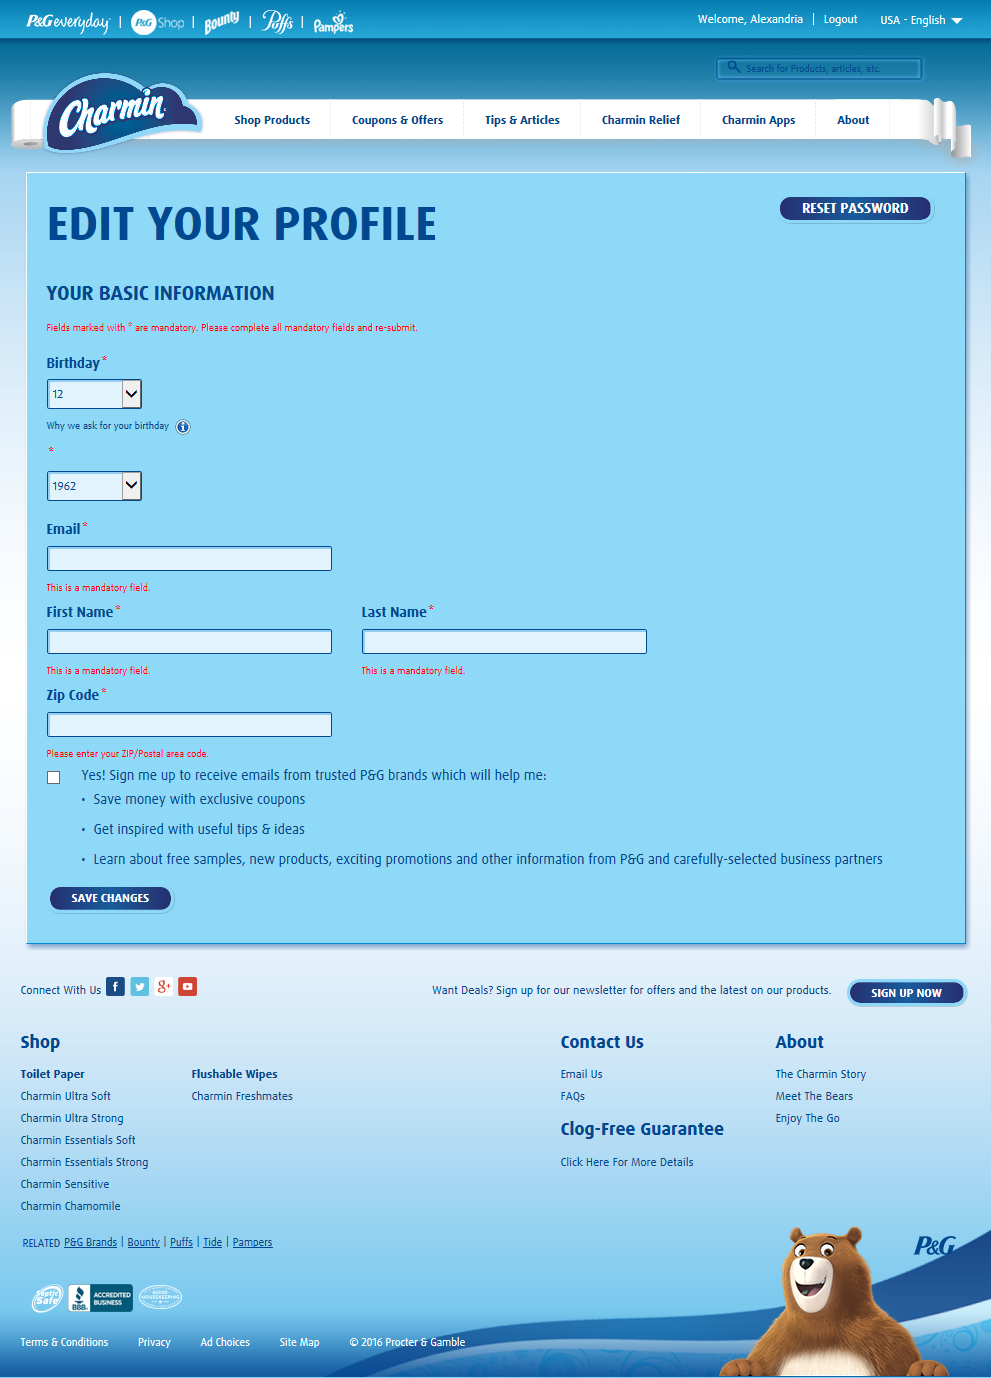 P&G everyday | P&G Shop | Bounty | Puffs | Pampers
Welcome, Alexandria | Logout USA - English
Search for Products, articles, etc.
Charmin
Shop Products Coupons & Offers Tips & Articles Charmin Relief Charmin Apps About
EDIT YOUR PROFILE
RESET PASSWORD
YOUR BASIC INFORMATION
Fields marked with * are mandatory. Please complete all mandatory fields and re-submit.
Birthday *
12
Why we ask for your birthday i
*
1962
Email *
This is a mandatory field.
First Name * Last Name *
This is a mandatory field. This is a mandatory field.
Zip Code *
Please enter your ZIP/Postal area code.
Yes! Sign me up to receive emails from trusted P&G brands which will help me:
• Save money with exclusive coupons
• Get inspired with useful tips & ideas
• Learn about free samples, new products, exciting promotions and other information from P&G and carefully-selected business partners
SAVE CHANGES
Connect With Us f g+ Want Deals? Sign up for our newsletter for offers and the latest on our products. SIGN UP NOW
Shop Contact Us About
Toilet Paper Flushable Wipes Email Us The Charmin Story
Charmin Ultra Soft Charmin Freshmates FAQs Meet The Bears
Charmin Ultra Strong Enjoy The Go
Clog-Free Guarantee
Charmin Essentials Soft
Charmin Essentials Strong Click Here For More Details
Charmin Sensitive
Charmin Chamomile
RELATED P&G Brands | Bounty | Puffs | Tide | Pampers
P&G
Septic Safe BBB. ACCREDITED BUSINESS GOOD HOUSEKEEPING
Terms & Conditions Privacy Ad Choices Site Map © 2016 Procter & Gamble